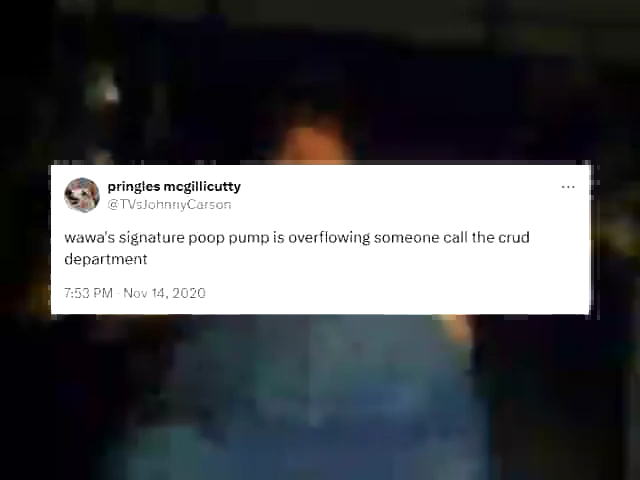 pringles mcgillicutty
@TVsJohnnyCarson
wawa's signature poop pump is overflowing someone call the crud
department
7:53 PM · Nov 14, 2020